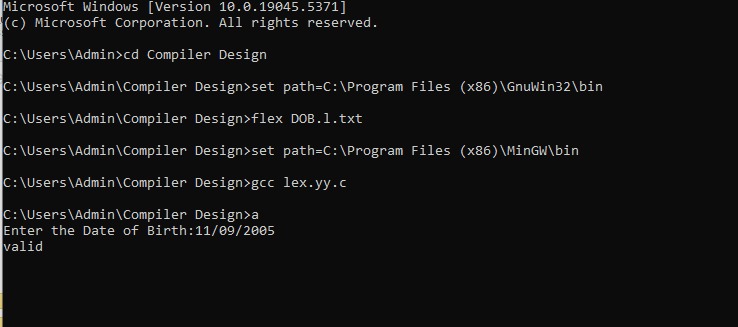 Microsoft Windows [Version 10.0.19045.5371]
(c) Microsoft Corporation. All rights reserved.
C:\Users\Admin>cd Compiler Design
C:\Users\Admin\Compiler Design>set path=C:\Program Files (x86)\GnuWin32\bin
C:\Users\Admin\Compiler Design>flex DOB.l.txt
C:\Users\Admin\Compiler Design>set path=C:\Program Files (x86)\MinGW\bin
C:\Users\Admin\Compiler Design>gcc lex.yy.c
C:\Users\Admin\Compiler Design>a
Enter the Date of Birth:11/09/2005
valid